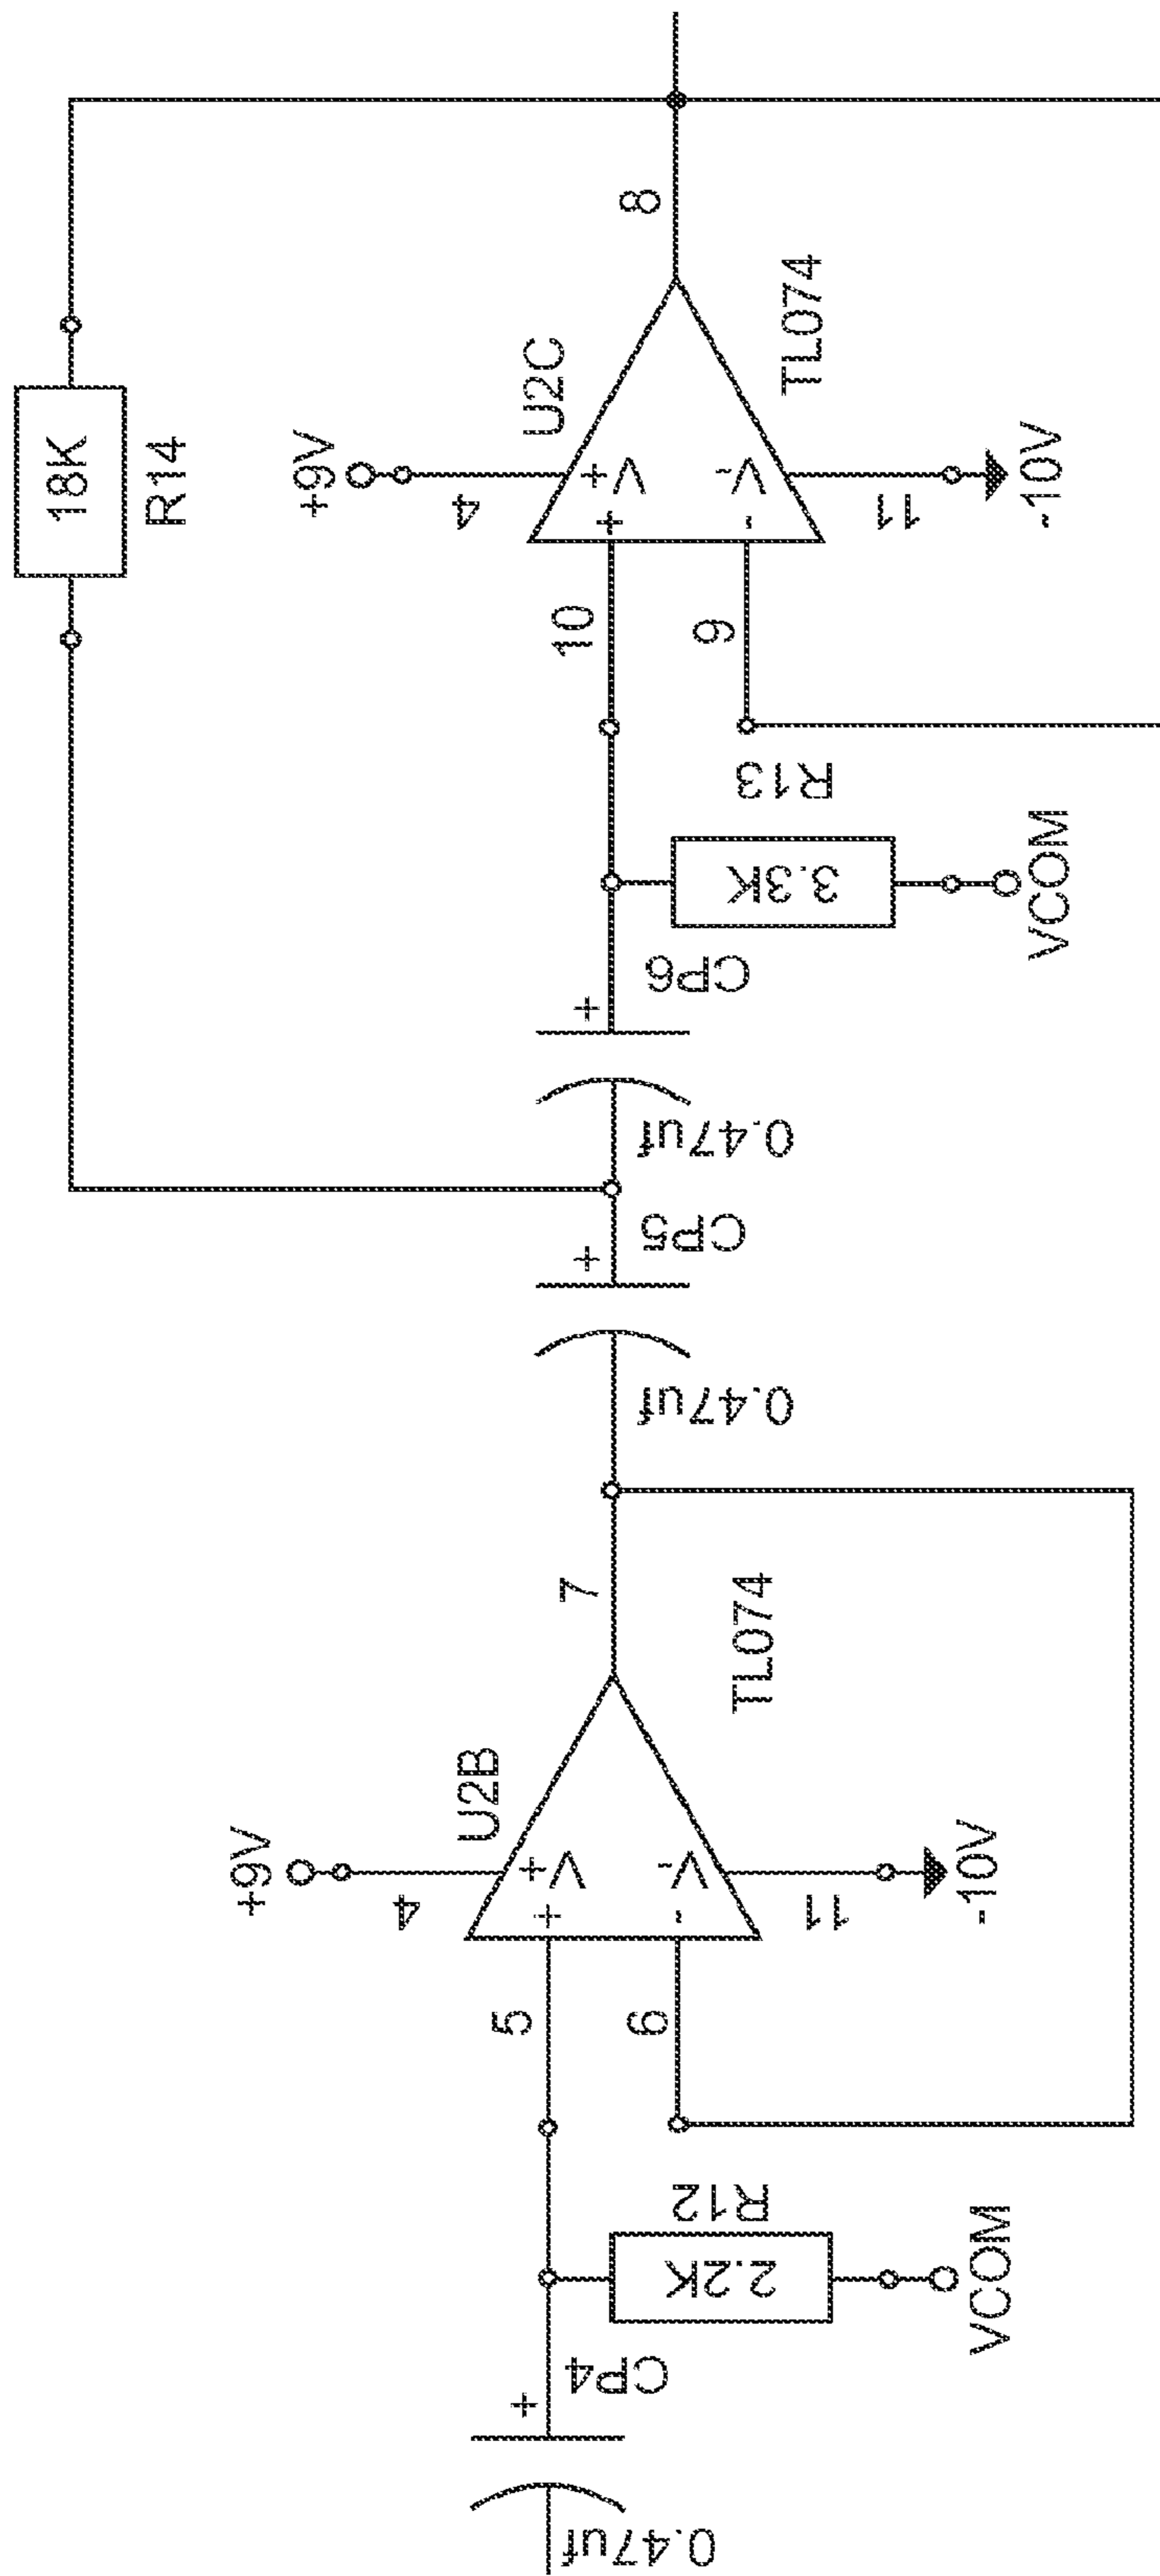 18K
R14
8
+9V
U2C
TL074
4
V+
+
V-
-
11
-10V
10
9
R13
3.3K
VCOM
CP6
+
0.47uf
CP5
+
0.47uf
7
TL074
U2B
+9V
4
V+
+
V-
-
11
-10V
5
6
R12
2.2K
VCOM
CP4
+
0.47uf